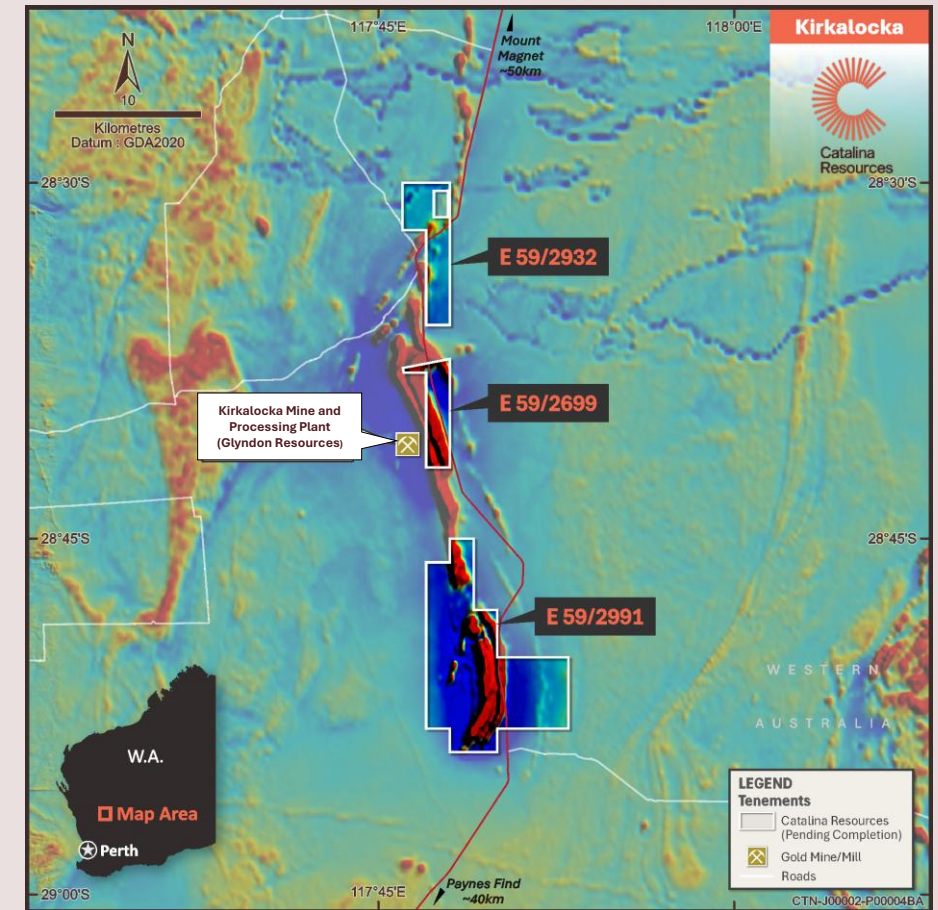 117°45'E
118°00'E
Kirkalocka
N
10
Kilometres
Datum : GDA2020
Mount
Magnet
~50km
Catalina
Resources
28°30'S
28°30'S
E 59/2932
E 59/2699
Kirkalocka Mine and
Processing Plant
(Glyndon Resources)
28°45'S
28°45'S
E 59/2991
WESTERN
AUSTRALIA
W.A.
Map Area
Perth
LEGEND
Tenements
Catalina Resources
(Pending Completion)
Gold Mine/Mill
Roads
29°00'S
117°45'E
Paynes Find
~40km
CTN-J00002-P00004BA